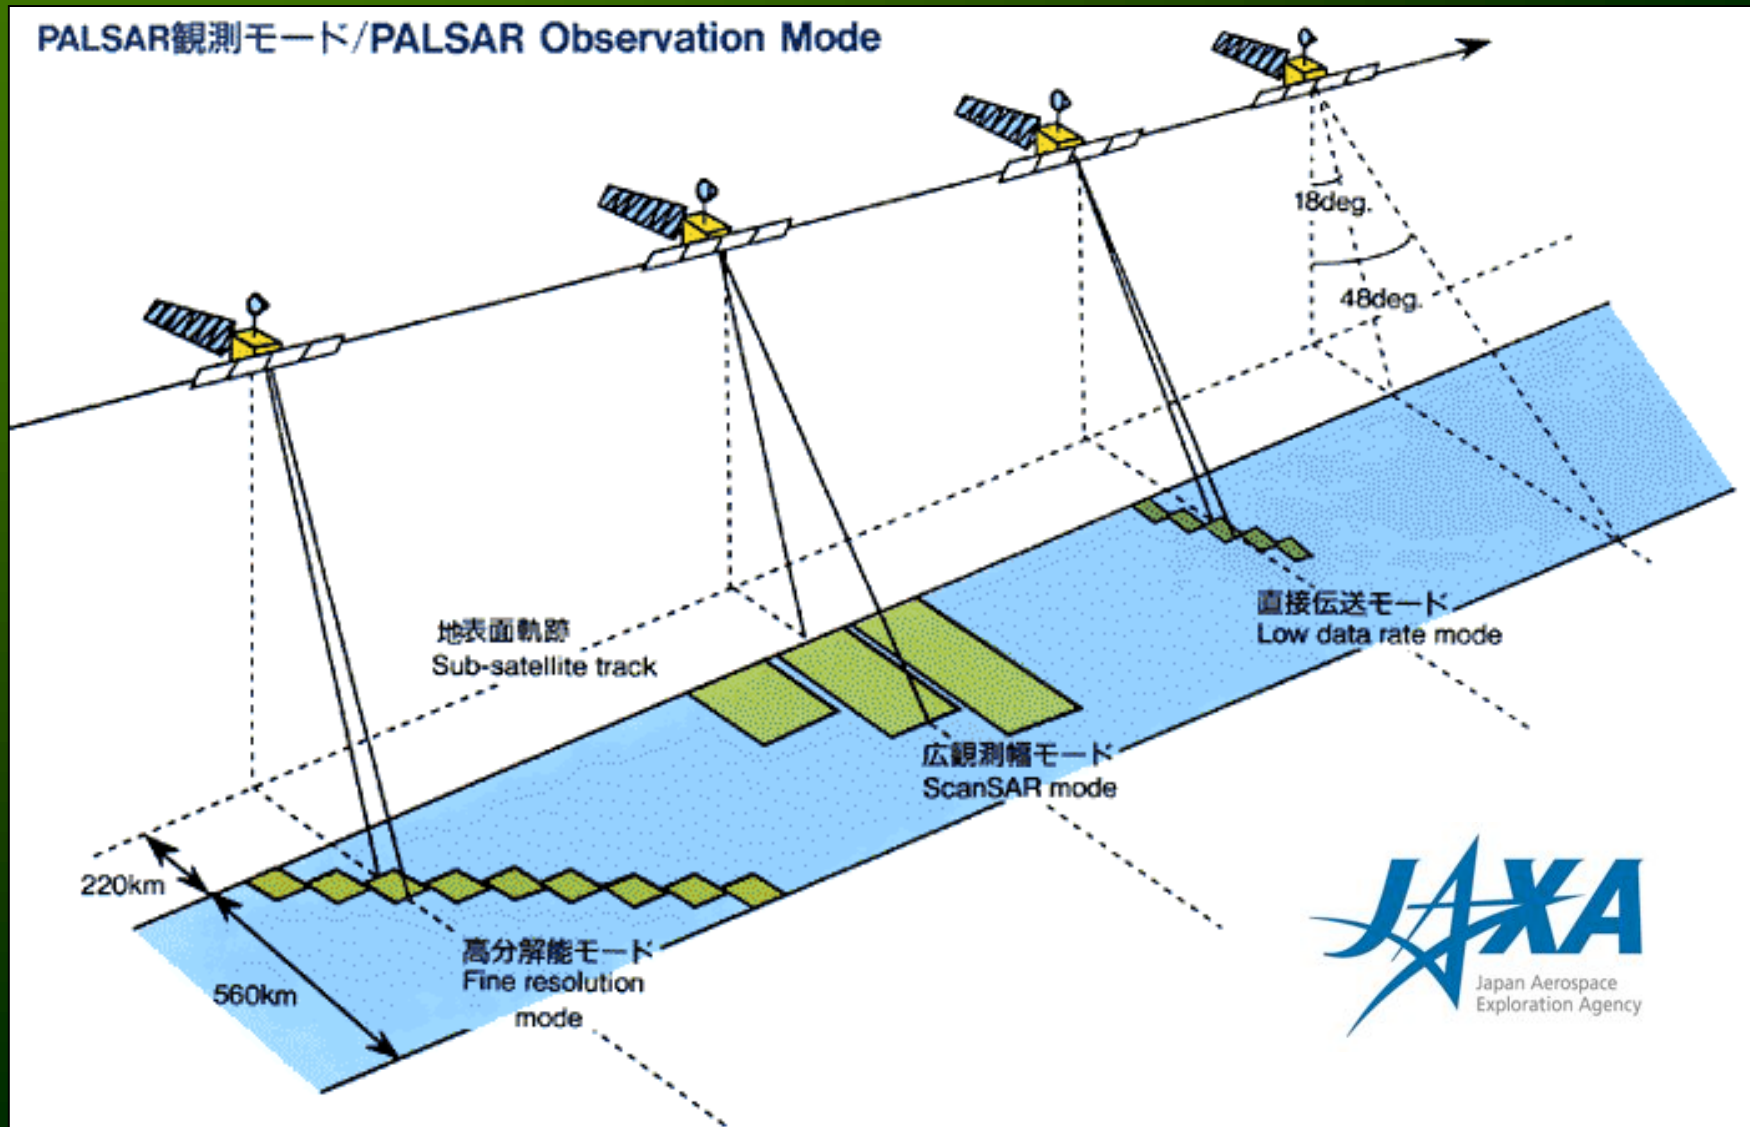 PALSAR観測モード/PALSAR Observation Mode
18deg.
48deg.
地表面軌跡
Sub-satellite track
直接伝送モード
Low data rate mode
広観測幅モード
ScanSAR mode
220km
560km
高分解能モード
Fine resolution
mode
JAXA
Japan Aerospace
Exploration Agency